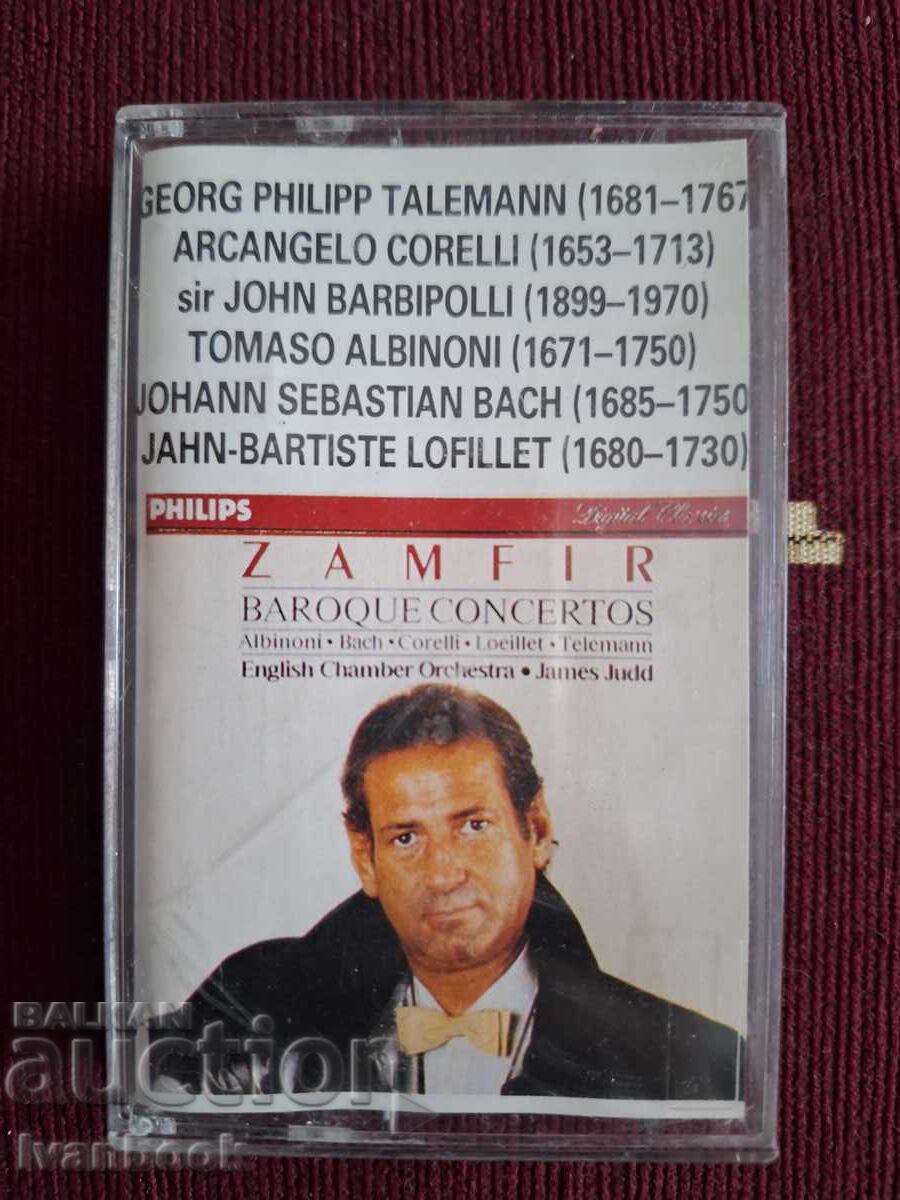 GEORG PHILIPP TALEMANN (1681–1767
ARCANGELO CORELLI (1653–1713)
sir JOHN BARBIPOLLI (1899–1970)
TOMASO ALBINONI (1671–1750)
JOHANN SEBASTIAN BACH (1685–1750
JAHN-BARTISTE LOFILLET (1680–1730)
PHILIPS Digital Classics
ZAMFIR
BAROQUE CONCERTOS
Albinoni • Bach • Corelli • Loeillet • Telemann
English Chamber Orchestra • James Judd
BALKAN
auction
Ivanbook